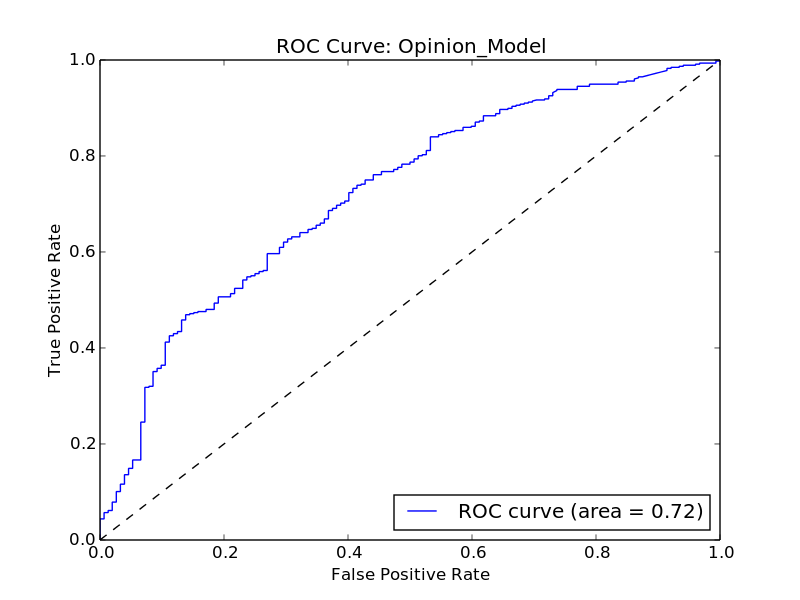 ROC Curve: Opinion_Model
1.0
0.8
0.6
0.4
0.2
0.0
True Positive Rate
ROC curve (area = 0.72)
0.0 0.2 0.4 0.6 0.8 1.0
False Positive Rate